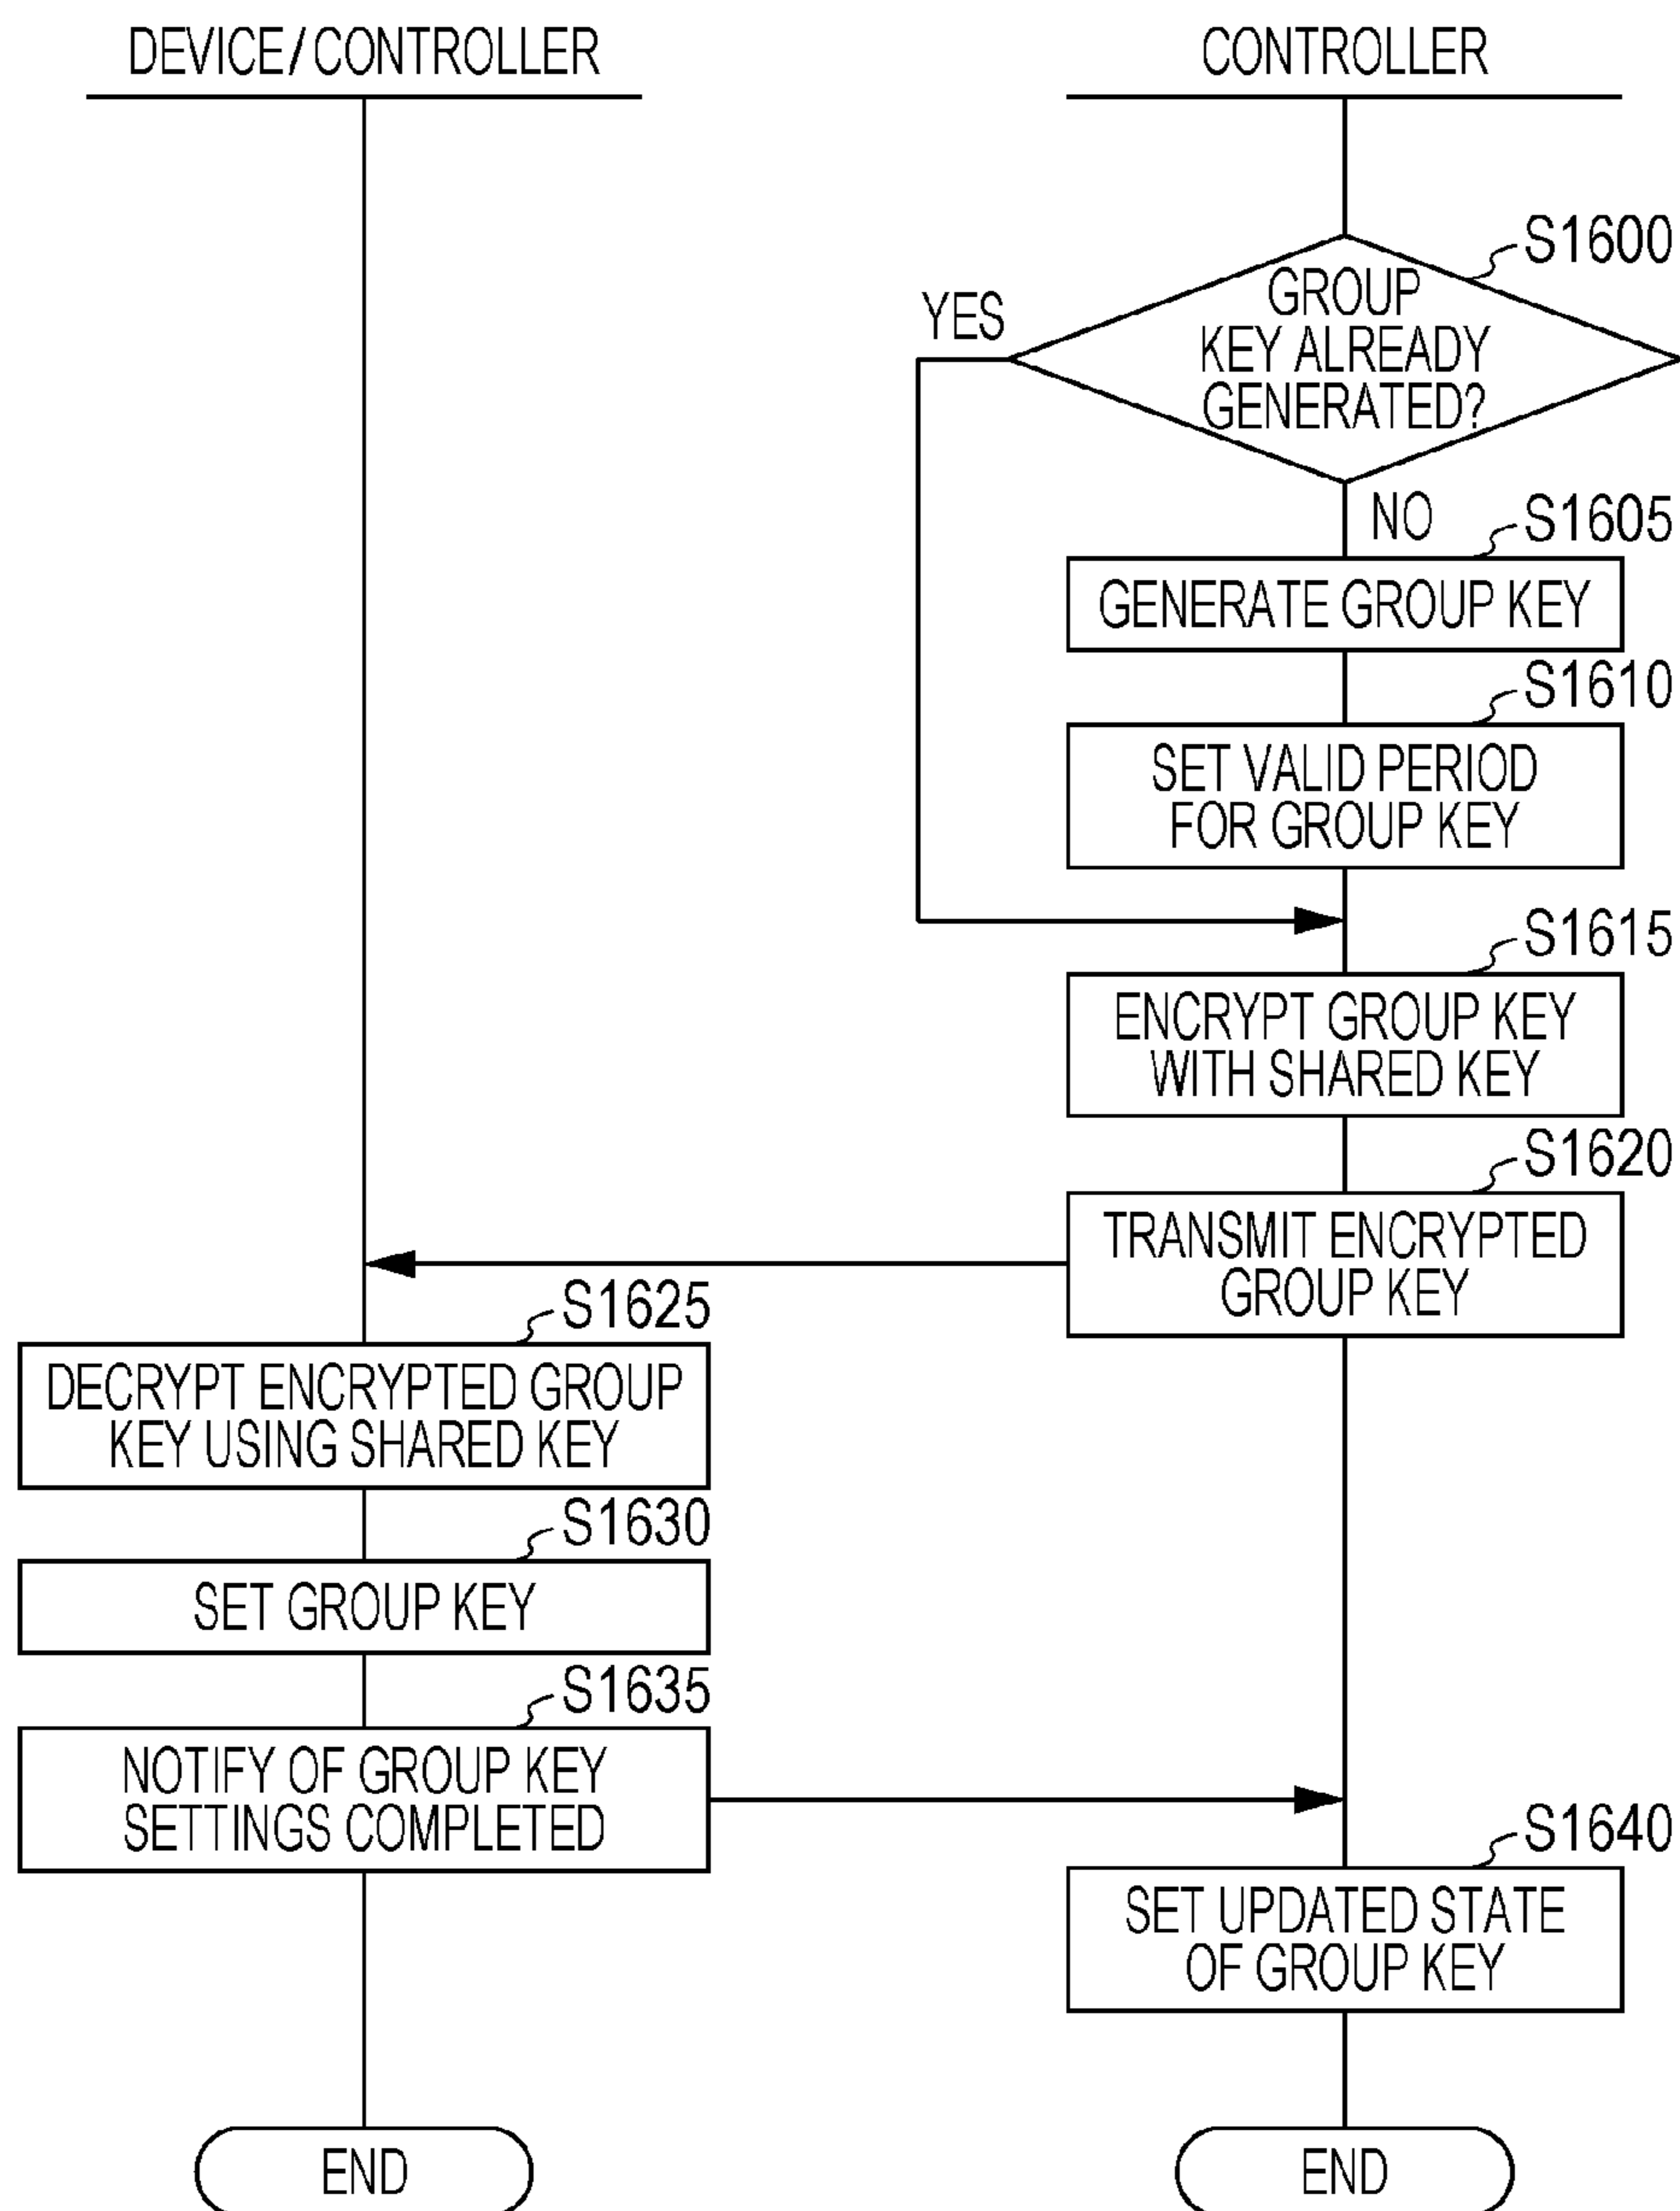 DEVICE/CONTROLLER
CONTROLLER
S1600
GROUP
KEY ALREADY
GENERATED?
YES
NO
S1605
GENERATE GROUP KEY
S1610
SET VALID PERIOD
FOR GROUP KEY
S1615
ENCRYPT GROUP KEY
WITH SHARED KEY
S1620
TRANSMIT ENCRYPTED
GROUP KEY
S1625
DECRYPT ENCRYPTED GROUP
KEY USING SHARED KEY
S1630
SET GROUP KEY
S1635
NOTIFY OF GROUP KEY
SETTINGS COMPLETED
S1640
SET UPDATED STATE
OF GROUP KEY
END
END